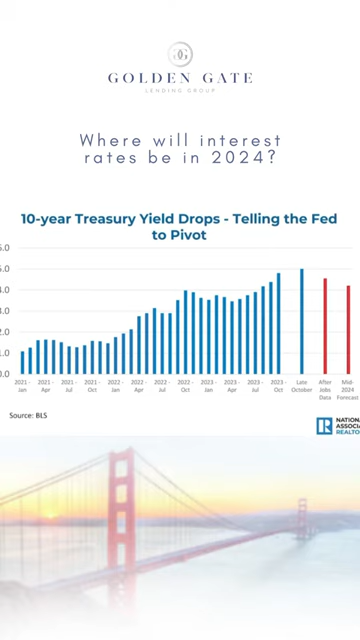 GOLDEN GATE
LENDING GROUP
Where will interest
rates be in 2024?
10-year Treasury Yield Drops - Telling the Fed
to Pivot
5.0
4.0
3.0
2.0
1.0
0.0
2021 - Jan
2021 - Apr
2021 - Jul
2021 - Oct
2022 - Jan
2022 - Apr
2022 - Jul
2022 - Oct
2023 - Jan
2023 - Apr
2023 - Jul
2023 - Oct
Late October
After Jobs Data
Mid- 2024 Forecast
Source: BLS
NATION
ASSOCIA
REALTO